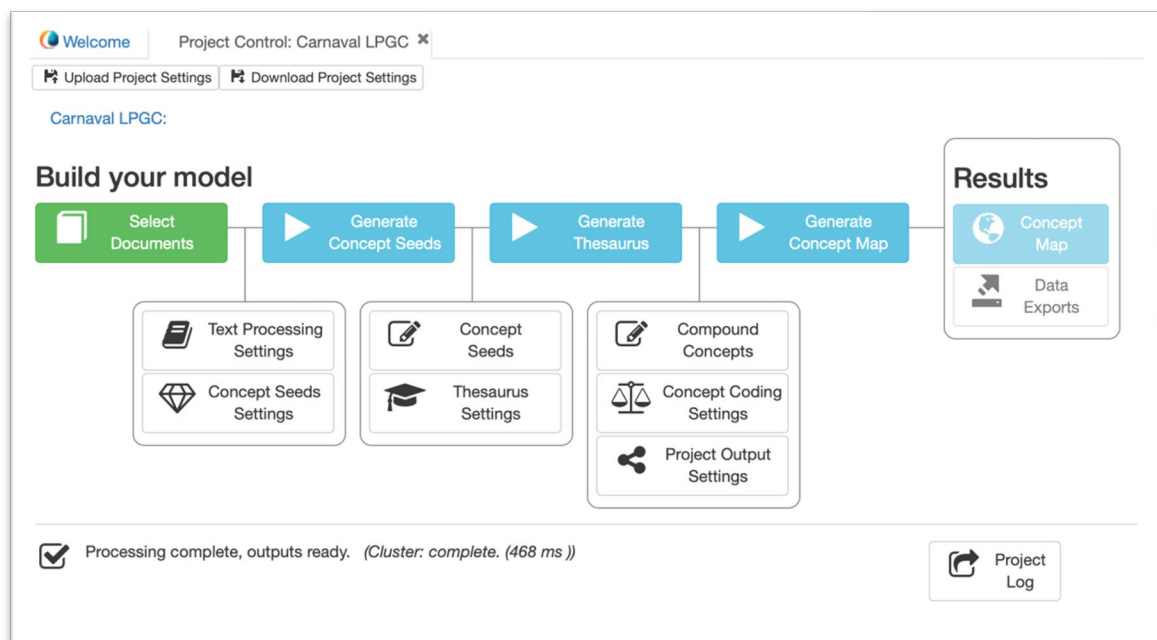 Welcome
Project Control: Carnaval LPGC ✖
Upload Project Settings
Download Project Settings
Carnaval LPGC:
Build your model
Results
Select
Documents
Generate
Concept Seeds
Generate
Thesaurus
Generate
Concept Map
Concept
Map
Data
Exports
Text Processing
Settings
Concept Seeds
Settings
Concept
Seeds
Thesaurus
Settings
Compound
Concepts
Concept Coding
Settings
Project Output
Settings
Processing complete, outputs ready. (Cluster: complete. (468 ms ))
Project
Log